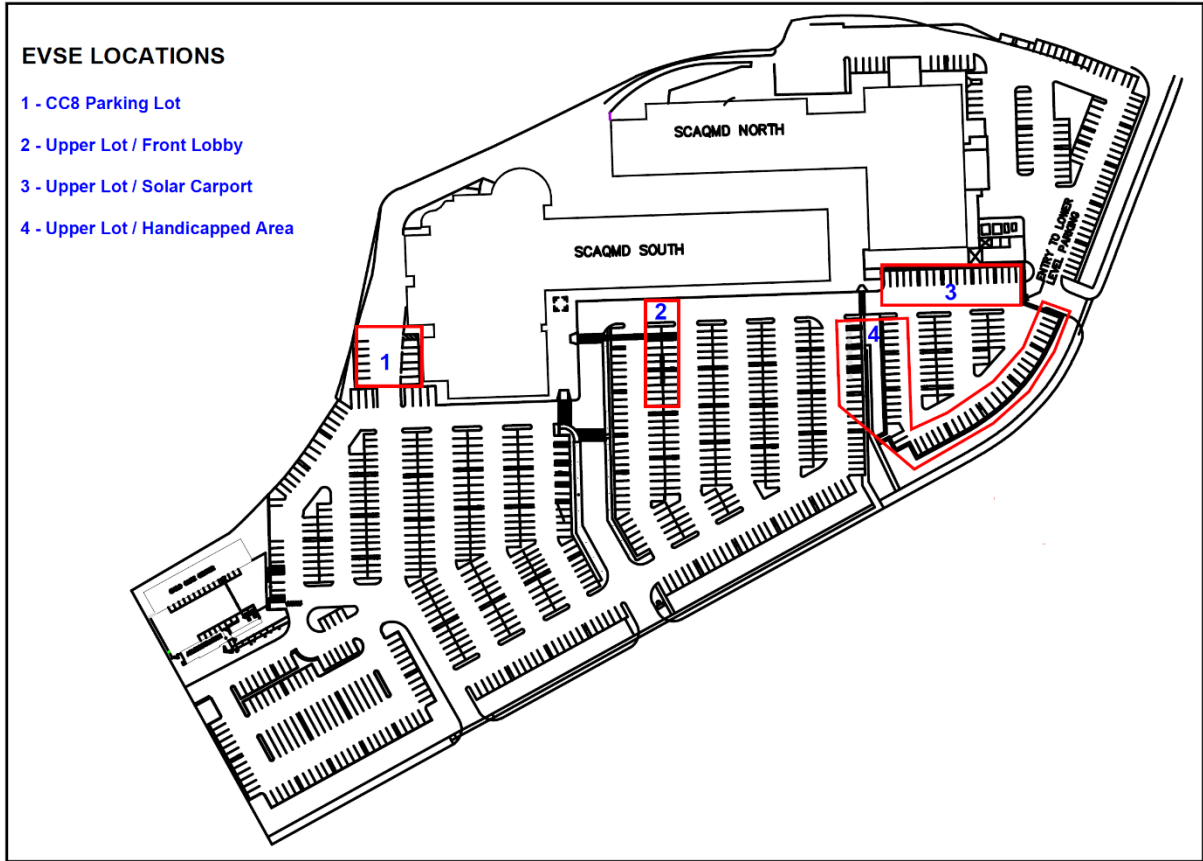 EVSE LOCATIONS
1 - CC8 Parking Lot
2 - Upper Lot / Front Lobby
3 - Upper Lot / Solar Carport
4 - Upper Lot / Handicapped Area
SCAQMD NORTH
SCAQMD SOUTH
ENTRY TO LOWER
LEVEL PARKING
1
2
3
4